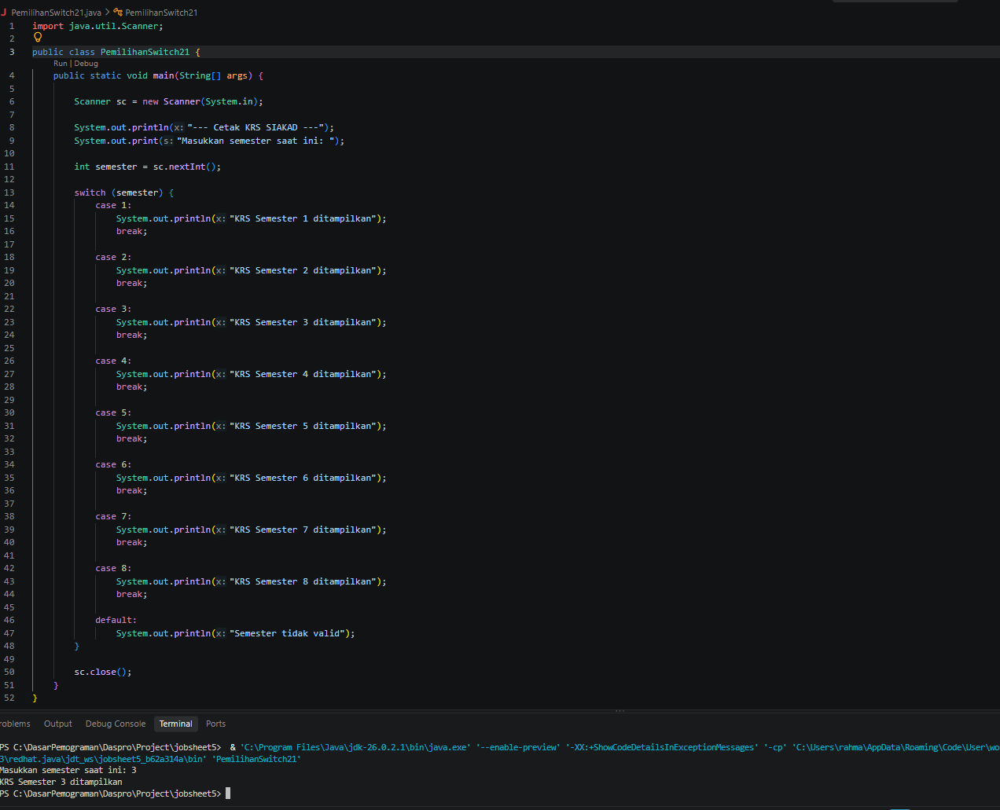 PemilihanSwitch21.java > PemilihanSwitch21
1 import java.util.Scanner;
2
3 public class PemilihanSwitch21 {
Run | Debug
4 public static void main(String[] args) {
5
6 Scanner sc = new Scanner(System.in);
7
8 System.out.println(x: "--- Cetak KRS SIAKAD ---");
9 System.out.print(s: "Masukkan semester saat ini: ");
10
11 int semester = sc.nextInt();
12
13 switch (semester) {
14 case 1:
15 System.out.println(x: "KRS Semester 1 ditampilkan");
16 break;
17
18 case 2:
19 System.out.println(x: "KRS Semester 2 ditampilkan");
20 break;
21
22 case 3:
23 System.out.println(x: "KRS Semester 3 ditampilkan");
24 break;
25
26 case 4:
27 System.out.println(x: "KRS Semester 4 ditampilkan");
28 break;
29
30 case 5:
31 System.out.println(x: "KRS Semester 5 ditampilkan");
32 break;
33
34 case 6:
35 System.out.println(x: "KRS Semester 6 ditampilkan");
36 break;
37
38 case 7:
39 System.out.println(x: "KRS Semester 7 ditampilkan");
40 break;
41
42 case 8:
43 System.out.println(x: "KRS Semester 8 ditampilkan");
44 break;
45
46 default:
47 System.out.println(x: "Semester tidak valid");
48 }
49
50 sc.close();
51 }
52 }
roblems Output Debug Console Terminal Ports
PS C:\DasarPemograman\Daspro\Project\jobsheet5> & 'C:\Program Files\Java\jdk-26.0.2.1\bin\java.exe' '--enable-preview' '-XX:+ShowCodeDetailsInExceptionMessages' '-cp' 'C:\Users\rahma\AppData\Roaming\Code\User\wo
3\redhat.java\jdt_ws\jobsheet5_b62a314a\bin' 'PemilihanSwitch21'
Masukkan semester saat ini: 3
KRS Semester 3 ditampilkan
PS C:\DasarPemograman\Daspro\Project\jobsheet5>